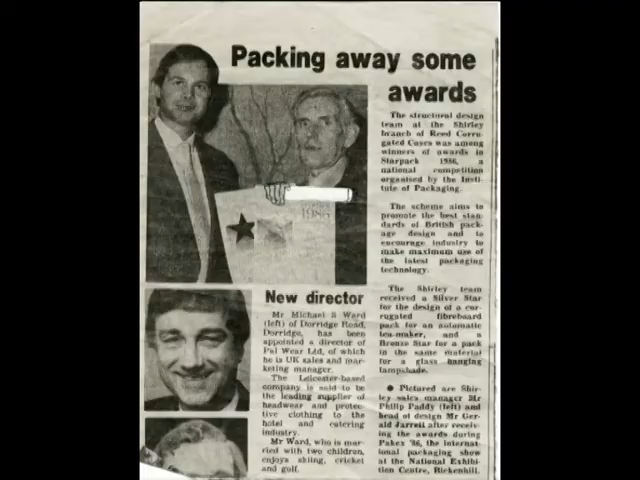 Packing away some
awards
The structural design
team at the Shirley
branch of Reed Corru-
gated Cases was among
winners of awards in
Starpack 1986, a
national competition
organised by the Insti-
tute of Packaging.
The scheme aims to
promote the best stan-
dards of British pack-
age design and to
encourage industry to
make maximum use of
the latest packaging
technology.
The Shirley team
received a Silver Star
for the design of a cor-
rugated fibreboard
pack for an automatic
tea-maker, and a
Bronze Star for a pack
in the same material
for a glass hanging
lampshade.
● Pictured are Shir-
ley sales manager Mr
Philip Paddy (left) and
head of design Mr Ger-
ald Jarrett after receiv-
ing the awards during
Pakex '86, the internat-
ional packaging show
at the National Exhibi-
tion Centre, Bickenhill.
1986
New director
Mr Michael S Ward
(left) of Dorridge Road,
Dorridge, has been
appointed a director of
Pal Wear Ltd, of which
he is UK sales and mar-
keting manager.
The Leicester-based
company is said to be
the leading supplier of
headwear and protec-
tive clothing to the
hotel and catering
industry.
Mr Ward, who is mar-
ried with two children,
enjoys skiing, cricket
and golf.